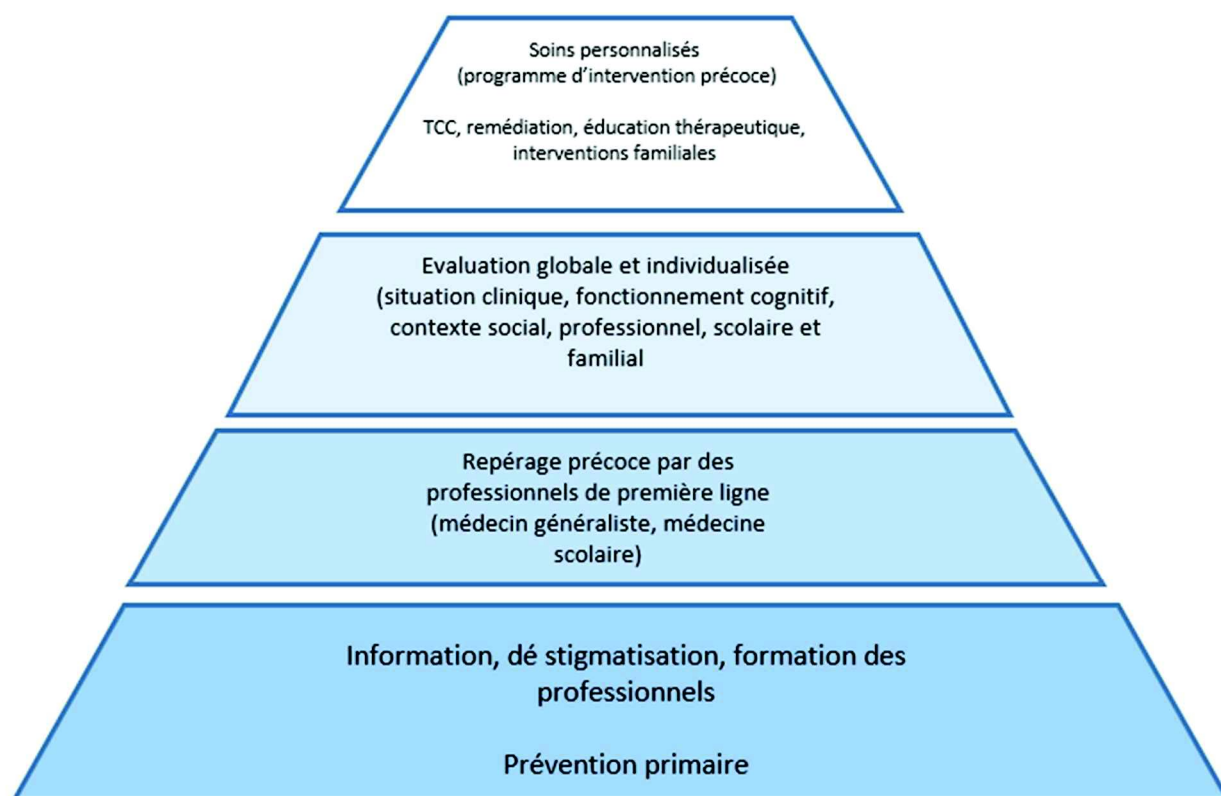 Soins personnalisés
(programme d'intervention précoce)
TCC, remédiation, éducation thérapeutique,
interventions familiales
Evaluation globale et individualisée
(situation clinique, fonctionnement cognitif,
contexte social, professionnel, scolaire et
familial
Repérage précoce par des
professionnels de première ligne
(médecin généraliste, médecine
scolaire)
Information, dé stigmatisation, formation des
professionnels
Prévention primaire